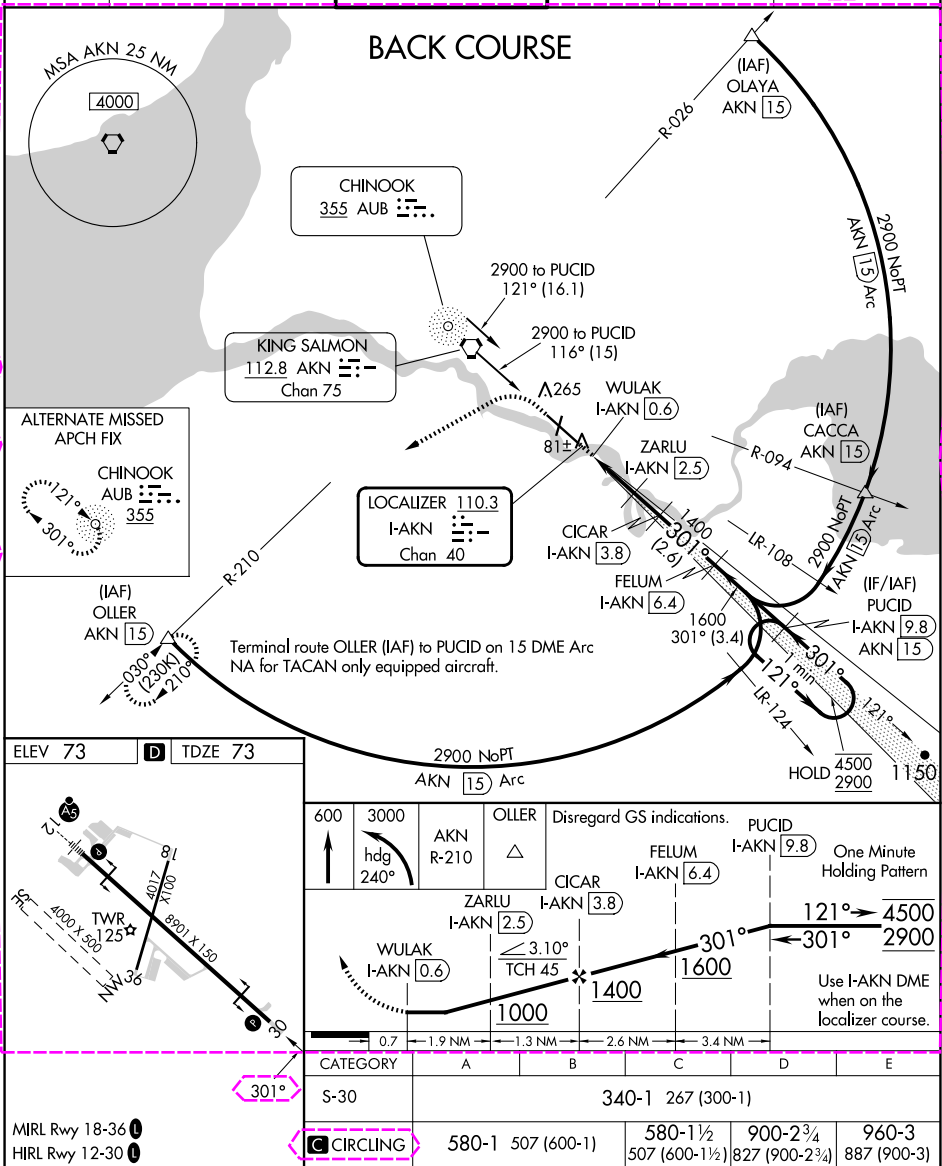 BACK COURSE
MSA AKN 25 NM
4000
(IAF)
OLAYA
AKN 15
R-026
CHINOOK
355 AUB
2900 NoPT
AKN 15 Arc
2900 to PUCID
121° (16.1)
KING SALMON
112.8 AKN
Chan 75
2900 to PUCID
116° (15)
265
WULAK
I-AKN 0.6
81±
ALTERNATE MISSED
APCH FIX
CHINOOK
AUB
355
121°
301°
ZARLU
I-AKN 2.5
(IAF)
CACCA
AKN 15
R-094
LOCALIZER 110.3
I-AKN
Chan 40
CICAR
I-AKN 3.8
1400
301°
(2.6)
LR-108
2900 NoPT
AKN 15 Arc
R-210
FELUM
I-AKN 6.4
(IF/IAF)
PUCID
I-AKN 9.8
AKN 15
(IAF)
OLLER
AKN 15
1600
301° (3.4)
Terminal route OLLER (IAF) to PUCID on 15 DME Arc
NA for TACAN only equipped aircraft.
030°
(230K)
210°
301°
1 min
121°
121°
LR-124
2900 NoPT
AKN 15 Arc
HOLD 4500
2900
1150
ELEV 73 D TDZE 73
A5
12
P
18
4017
X100
8901 X 150
TWR
125
SE
4000 X 500
NW
36
P
30
301°
600
3000
hdg
240°
AKN
R-210
OLLER
Disregard GS indications.
PUCID
I-AKN 9.8
One Minute
Holding Pattern
FELUM
I-AKN 6.4
CICAR
I-AKN 3.8
ZARLU
I-AKN 2.5
WULAK
I-AKN 0.6
3.10°
TCH 45
121° 4500
301° 2900
301°
1600
1400
1000
Use I-AKN DME
when on the
localizer course.
0.7 1.9 NM 1.3 NM 2.6 NM 3.4 NM
CATEGORY A B C D E
S-30 340-1 267 (300-1)
C CIRCLING 580-1 507 (600-1) 580-1½ 507 (600-1½) 900-2¾ 827 (900-2¾) 960-3 887 (900-3)
MIRL Rwy 18-36 L
HIRL Rwy 12-30 L